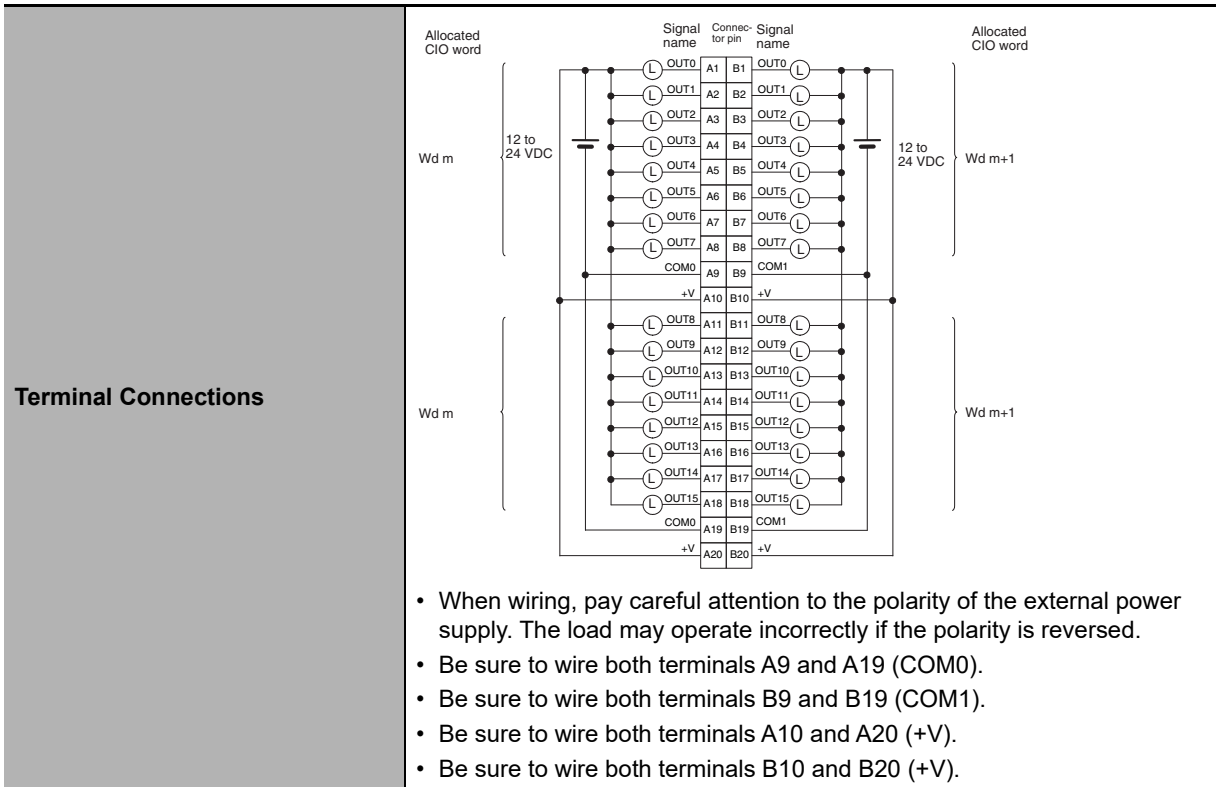 Terminal Connections
Allocated
CIO word
Signal
name
Connec-
tor pin
Signal
name
Allocated
CIO word
L OUT0 A1 B1 OUT0 L
L OUT1 A2 B2 OUT1 L
L OUT2 A3 B3 OUT2 L
L OUT3 A4 B4 OUT3 L
Wd m
12 to
24 VDC
12 to
24 VDC
Wd m+1
L OUT4 A5 B5 OUT4 L
L OUT5 A6 B6 OUT5 L
L OUT6 A7 B7 OUT6 L
L OUT7 A8 B8 OUT7 L
COM0 A9 B9 COM1
+V A10 B10 +V
L OUT8 A11 B11 OUT8 L
L OUT9 A12 B12 OUT9 L
L OUT10 A13 B13 OUT10 L
L OUT11 A14 B14 OUT11 L
Wd m
Wd m+1
L OUT12 A15 B15 OUT12 L
L OUT13 A16 B16 OUT13 L
L OUT14 A17 B17 OUT14 L
L OUT15 A18 B18 OUT15 L
COM0 A19 B19 COM1
+V A20 B20 +V
• When wiring, pay careful attention to the polarity of the external power
supply. The load may operate incorrectly if the polarity is reversed.
• Be sure to wire both terminals A9 and A19 (COM0).
• Be sure to wire both terminals B9 and B19 (COM1).
• Be sure to wire both terminals A10 and A20 (+V).
• Be sure to wire both terminals B10 and B20 (+V).